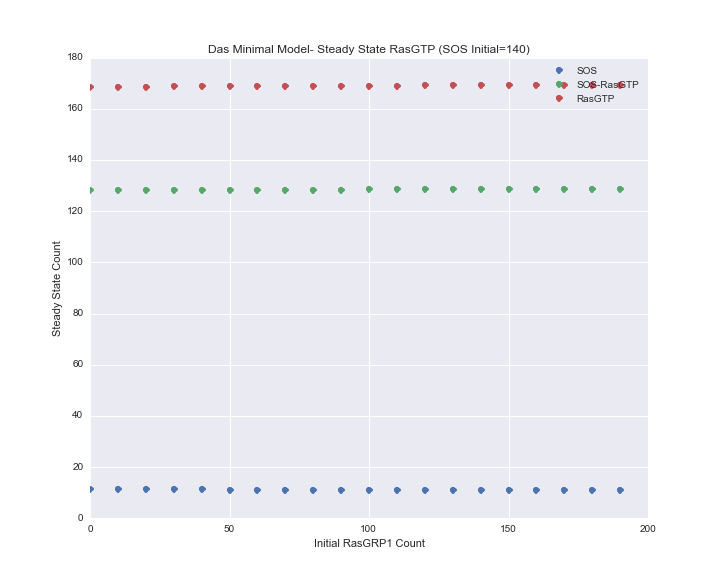 Das Minimal Model- Steady State RasGTP (SOS Initial=140)
180
160
140
120
100
80
60
40
20
0
Steady State Count
SOS
SOS-RasGTP
RasGTP
0
50
100
150
200
Initial RasGRP1 Count